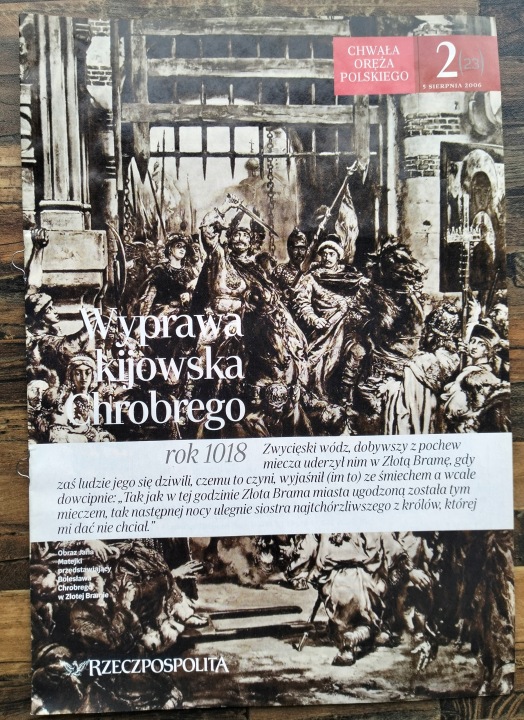 CHWAŁA
ORĘŻA
POLSKIEGO
2 [23]
5 SIERPNIA 2006
Wyprawa
kijowska
Chrobrego
rok 1018
Zwycięski wódz, dobywszy z pochew
miecza uderzył nim w Złotą Bramę, gdy
zaś ludzie jego się dziwili, czemu to czyni, wyjaśnił (im to) ze śmiechem a wcale
dowcipnie: „Tak jak w tej godzinie Złota Brama miasta ugodzona została tym
mieczem, tak następnej nocy ulegnie siostra najtchórzliwszego z królów, której
mi dać nie chciał.”
Obraz Jana
Matejki
przedstawiający
Bolesława
Chrobrego
w Złotej Bramie
RZECZPOSPOLITA